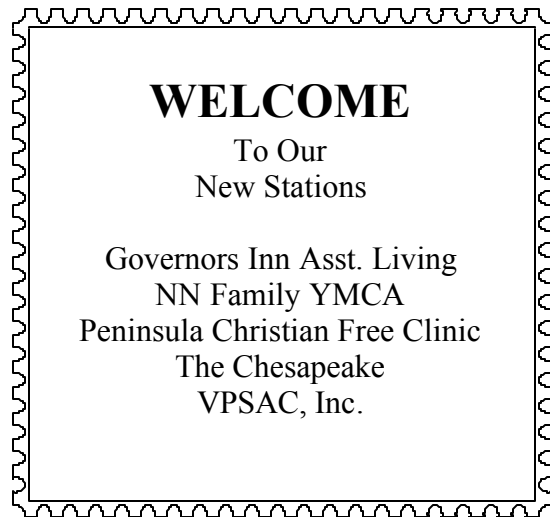 WELCOME
To Our
New Stations
Governors Inn Asst. Living
NN Family YMCA
Peninsula Christian Free Clinic
The Chesapeake
VPSAC, Inc.